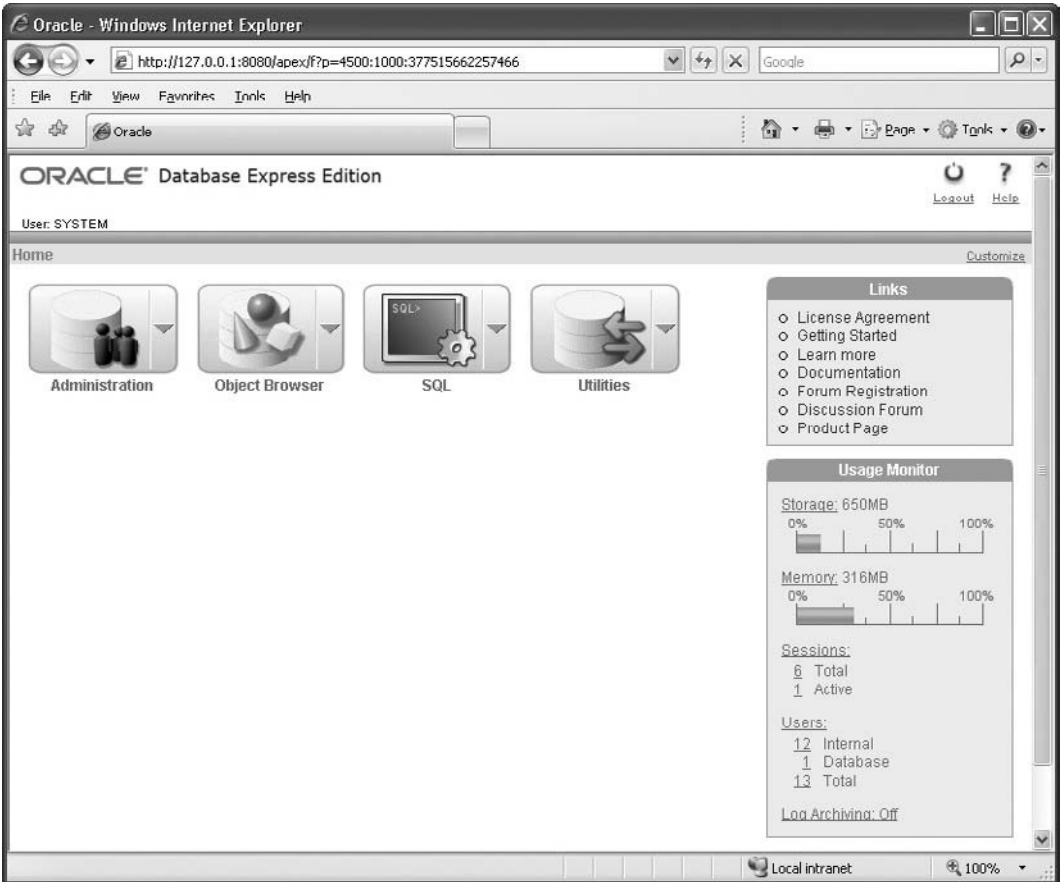 Oracle - Windows Internet Explorer
http://127.0.0.1:8080/apex/f?p=4500:1000:377515662257466
Google
File Edit View Favorites Tools Help
Oracle
Page Tools
ORACLE Database Express Edition
Logout Help
User: SYSTEM
Home
Customize
SQL>
Administration
Object Browser
SQL
Utilities
Links
License Agreement
Getting Started
Learn more
Documentation
Forum Registration
Discussion Forum
Product Page
Usage Monitor
Storage: 650MB
0% 50% 100%
Memory: 316MB
0% 50% 100%
Sessions:
6 Total
1 Active
Users:
12 Internal
1 Database
13 Total
Log Archiving: Off
Local intranet
100%